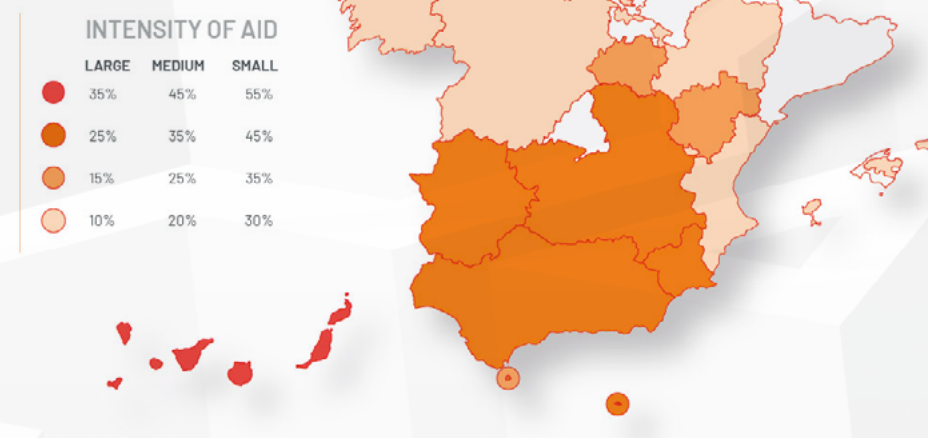 INTENSITY OF AID
LARGE MEDIUM SMALL
35% 45% 55%
25% 35% 45%
15% 25% 35%
10% 20% 30%